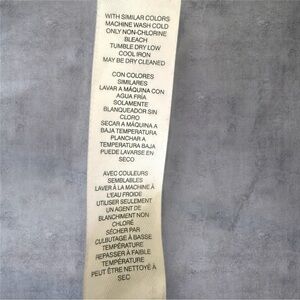 WITH SIMILAR COLORS
MACHINE WASH COLD
ONLY NON-CHLORINE
BLEACH
TUMBLE DRY LOW
COOL IRON
MAY BE DRY CLEANED
CON COLORES
SIMILARES
LAVAR A MÁQUINA CON
AGUA FRÍA
SOLAMENTE
BLANQUEADOR SIN
CLORO
SECAR A MÁQUINA A
BAJA TEMPERATURA
PLANCHAR A
TEMPERATURA BAJA
PUEDE LAVARSE EN
SECO
AVEC COULEURS
SEMBLABLES
LAVER À LA MACHINE À
L'EAU FROIDE
UTILISER SEULEMENT
UN AGENT DE
BLANCHIMENT NON
CHLORÉ
SÉCHER PAR
CULBUTAGE À BASSE
TEMPÉRATURE
REPASSER À FAIBLE
TEMPÉRATURE
PEUT ÊTRE NETTOYÉ À
SEC